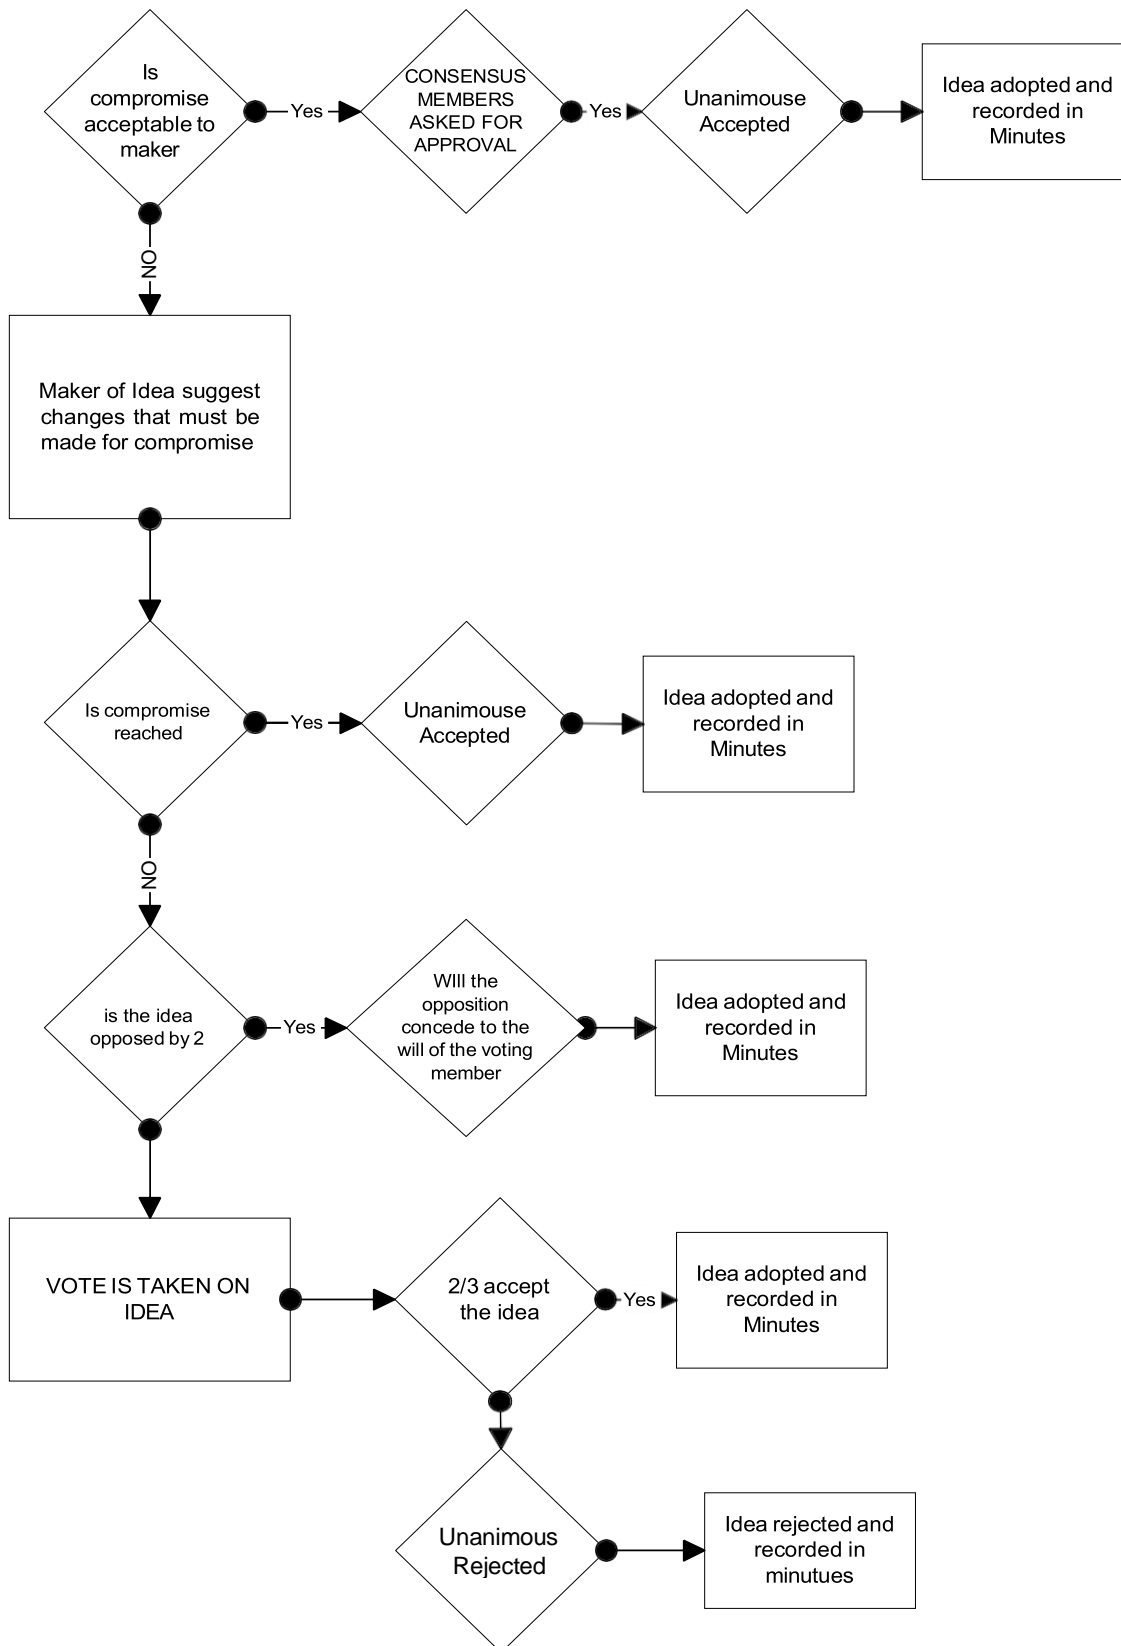 Is
compromise
acceptable to
maker
Yes
CONSENSUS
MEMBERS
ASKED FOR
APPROVAL
Yes
Unanimouse
Accepted
Idea adopted and
recorded in
Minutes
NO
Maker of Idea suggest
changes that must be
made for compromise
Is compromise
reached
Yes
Unanimouse
Accepted
Idea adopted and
recorded in
Minutes
NO
is the idea
opposed by 2
Yes
WIll the
opposition
concede to the
will of the voting
member
Idea adopted and
recorded in
Minutes
VOTE IS TAKEN ON
IDEA
2/3 accept
the idea
Yes
Idea adopted and
recorded in
Minutes
Unanimous
Rejected
Idea rejected and
recorded in
minutues